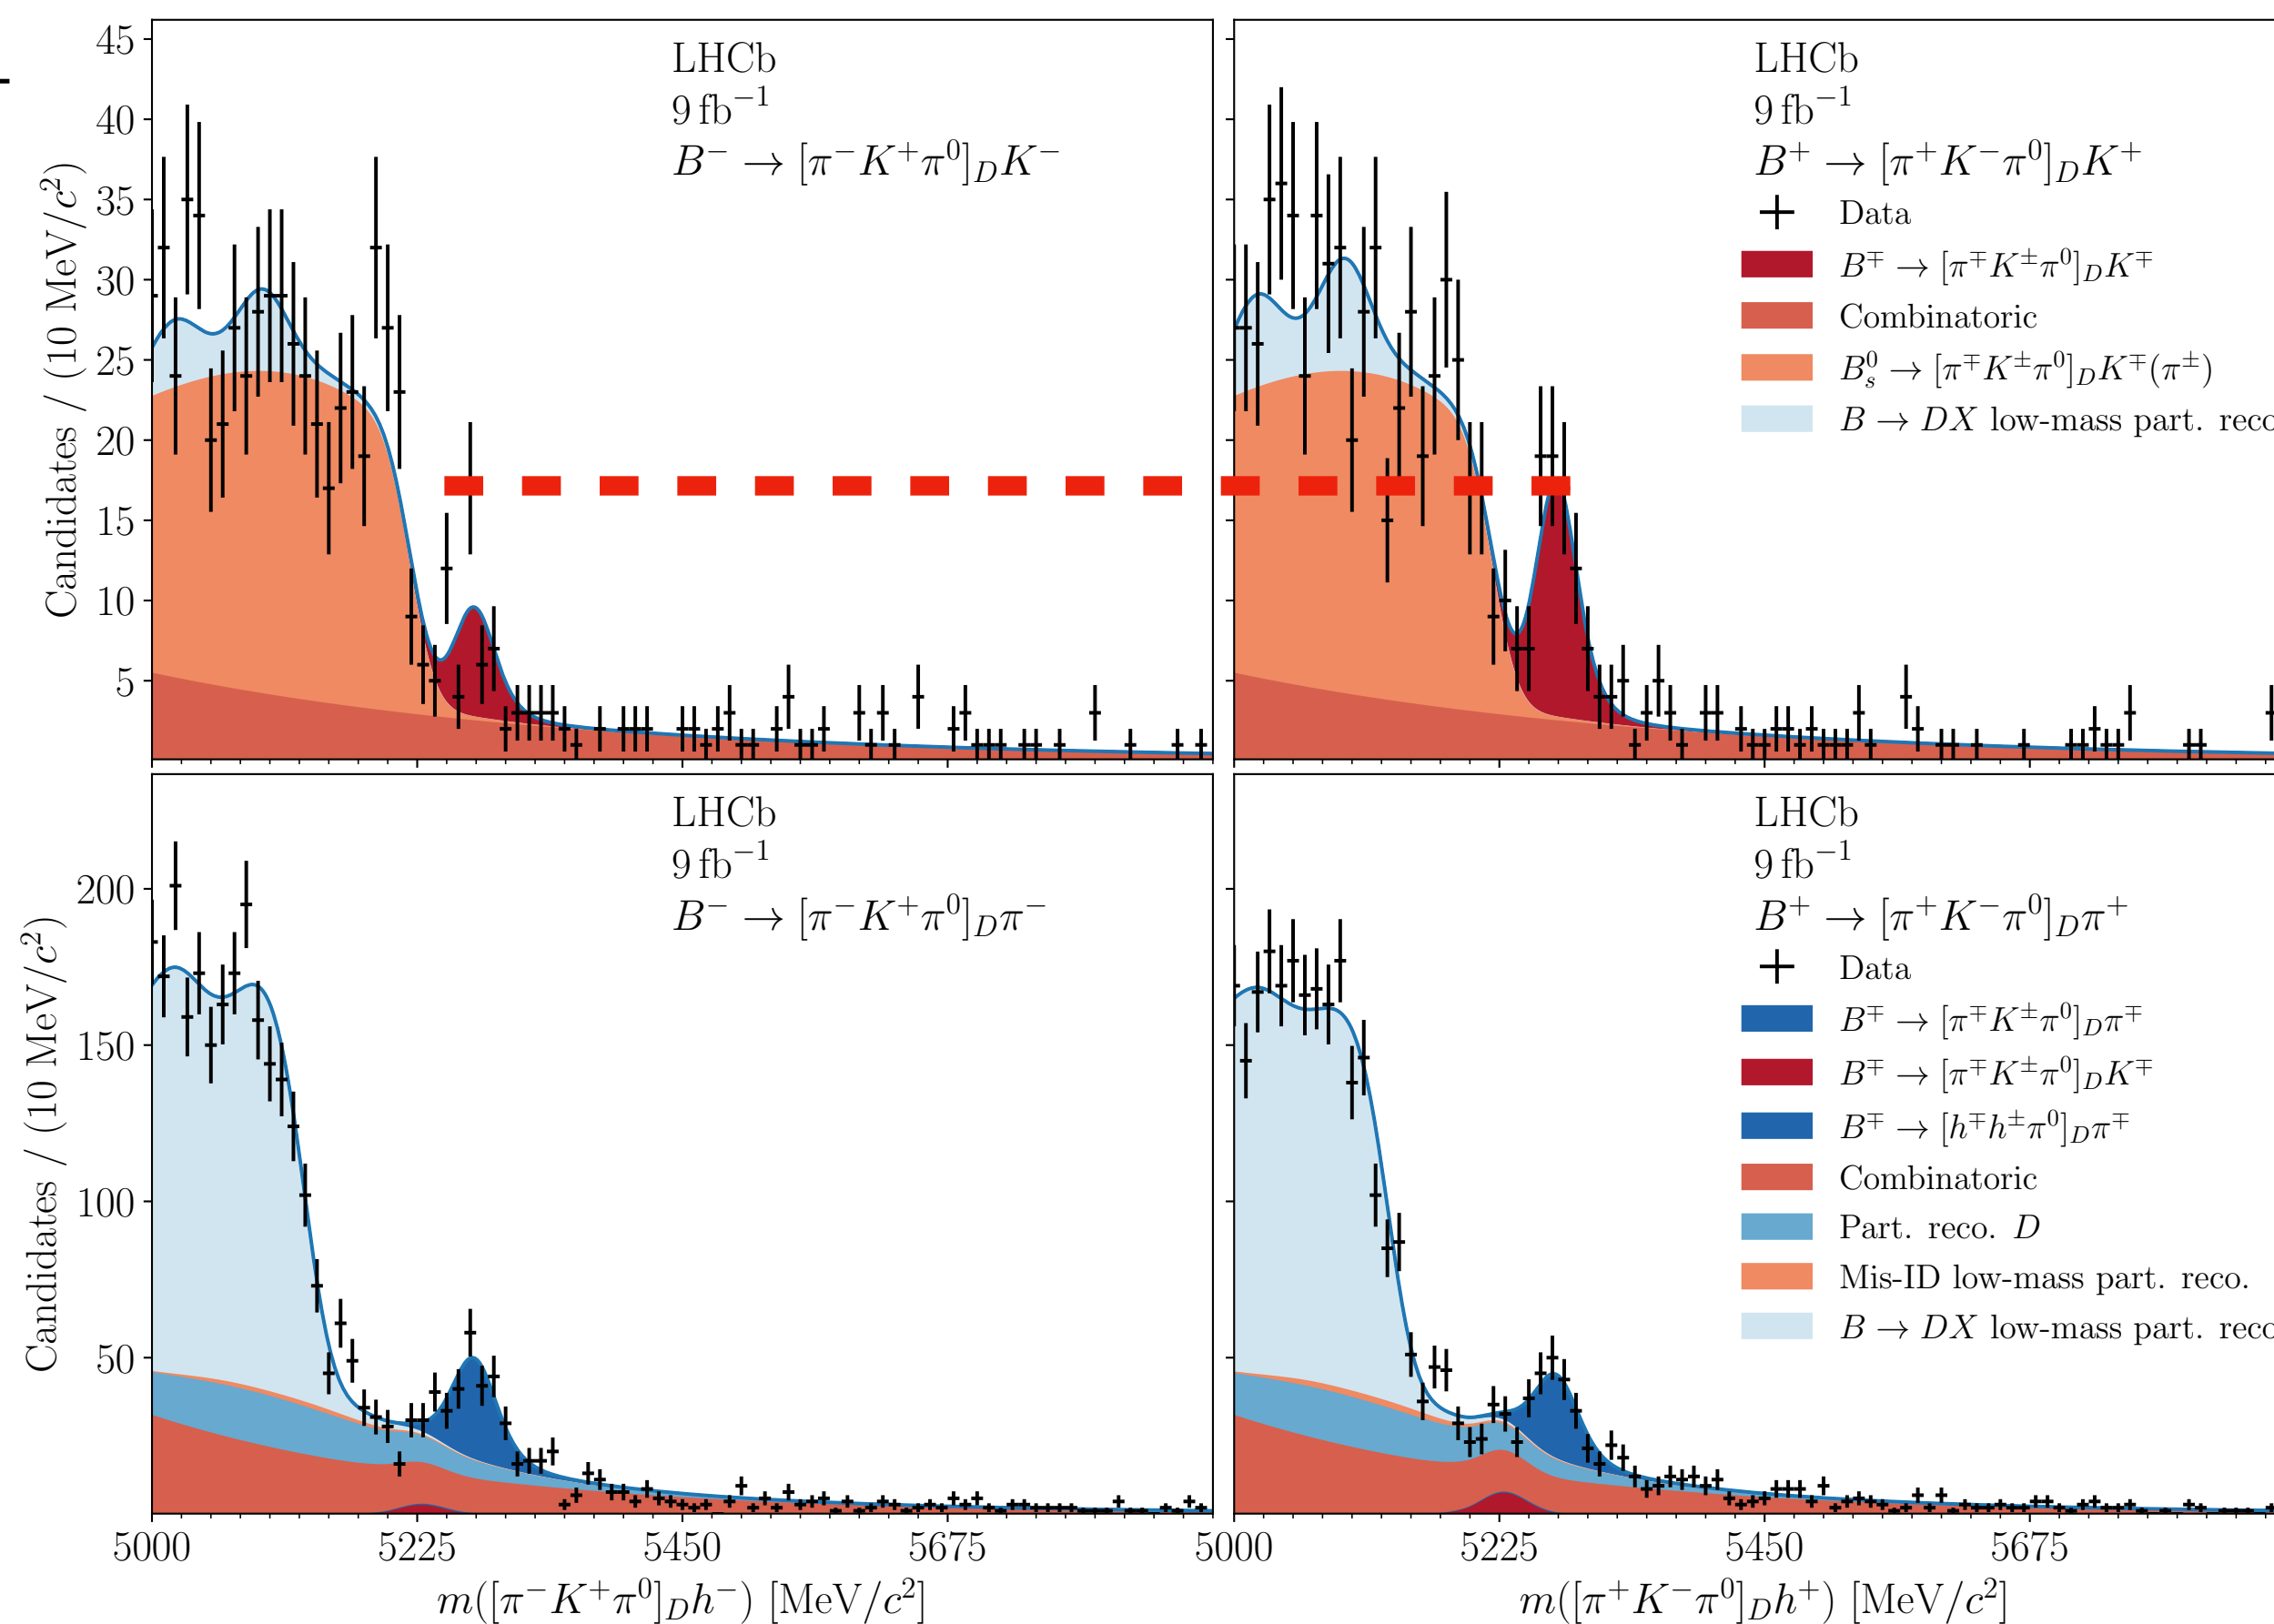 45
40
35
30
25
20
15
10
5
Candidates / (10 MeV/c²)
LHCb
9 fb⁻¹
B⁻ → [π⁻K⁺π⁰]_D K⁻
LHCb
9 fb⁻¹
B⁺ → [π⁺K⁻π⁰]_D K⁺
Data
B^∓ → [π^∓K^±π⁰]_D K^∓
Combinatoric
B_s⁰ → [π^∓K^±π⁰]_D K^∓(π^±)
B → DX low-mass part. reco
200
150
100
50
Candidates / (10 MeV/c²)
LHCb
9 fb⁻¹
B⁻ → [π⁻K⁺π⁰]_D π⁻
5000 5225 5450 5675
m([π⁻K⁺π⁰]_D h⁻) [MeV/c²]
LHCb
9 fb⁻¹
B⁺ → [π⁺K⁻π⁰]_D π⁺
Data
B^∓ → [π^∓K^±π⁰]_D π^∓
B^∓ → [π^∓K^±π⁰]_D K^∓
B^∓ → [h^∓h^±π⁰]_D π^∓
Combinatoric
Part. reco. D
Mis-ID low-mass part. reco.
B → DX low-mass part. reco
5000 5225 5450 5675
m([π⁺K⁻π⁰]_D h⁺) [MeV/c²]